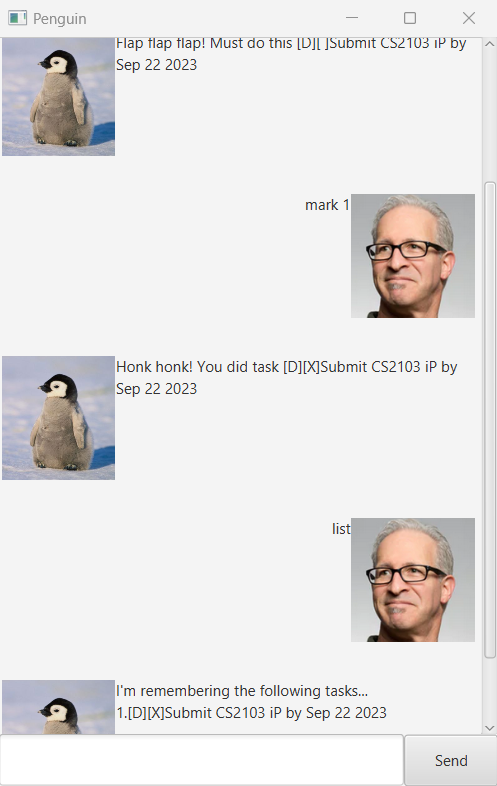 Penguin
Flap flap flap! Must do this [D][ ]Submit CS2103 iP by
Sep 22 2023
mark 1
Honk honk! You did task [D][X]Submit CS2103 iP by
Sep 22 2023
list
I'm remembering the following tasks...
1.[D][X]Submit CS2103 iP by Sep 22 2023
Send